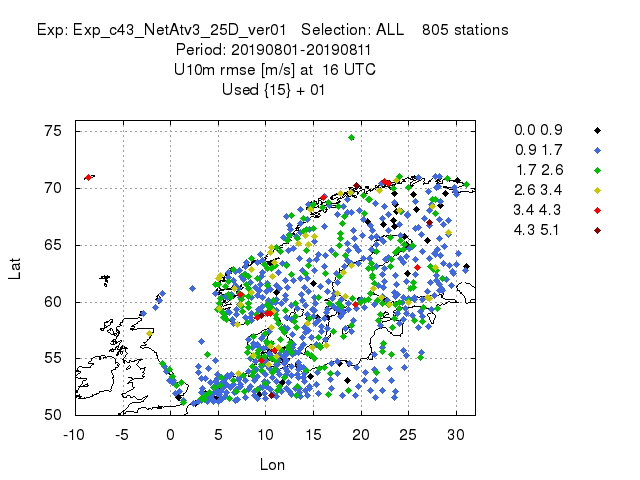 Exp: Exp_c43_NetAtv3_25D_ver01 Selection: ALL 805 stations
Period: 20190801-20190811
U10m rmse [m/s] at 16 UTC
Used {15} + 01
75
70
65
60
55
50
Lat
-10 -5 0 5 10 15 20 25 30
Lon
0.0 0.9
0.9 1.7
1.7 2.6
2.6 3.4
3.4 4.3
4.3 5.1